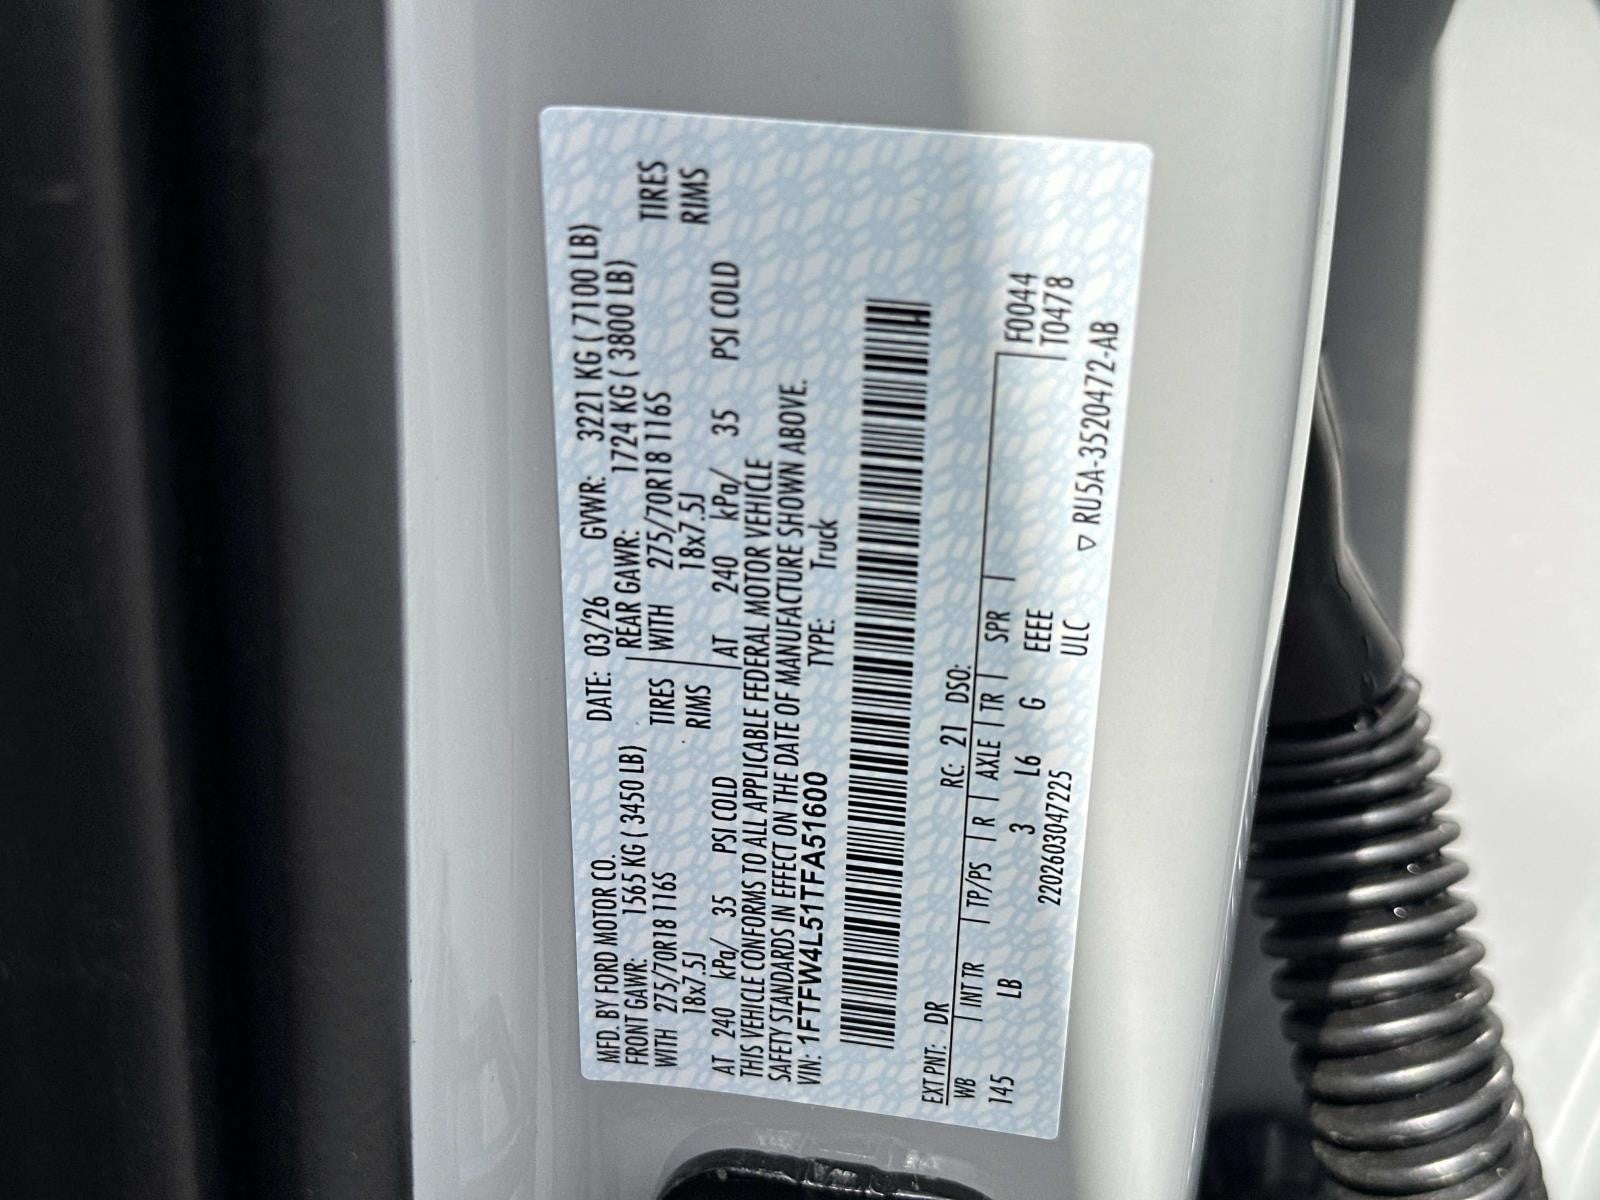 MFD. BY FORD MOTOR CO. DATE: 03/26 GVWR: 3221 KG ( 7100 LB)
FRONT GAWR: 1565 KG ( 3450 LB) REAR GAWR: 1724 KG ( 3800 LB)
WITH 275/70R18 116S TIRES WITH 275/70R18 116S TIRES
18x7.5J RIMS 18x7.5J RIMS
AT 240 kPa/ 35 PSI COLD AT 240 kPa/ 35 PSI COLD
THIS VEHICLE CONFORMS TO ALL APPLICABLE FEDERAL MOTOR VEHICLE
SAFETY STANDARDS IN EFFECT ON THE DATE OF MANUFACTURE SHOWN ABOVE.
VIN: 1FTFW4L51TFA51600 TYPE: Truck
EXT PNT: DR RC: 21 DSO: F0044
WB INT TR TP/PS R AXLE TR SPR T0478
145 LB 3 L6 G EEEE
2202603047225 ULC ▽ RU5A-3520472-AB